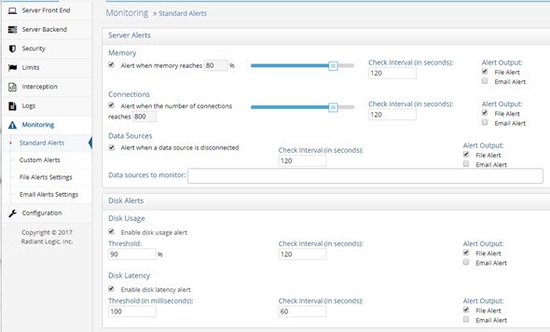 Server Front End
Server Backend
Security
Limits
Interception
Logs
Monitoring
Standard Alerts
Custom Alerts
File Alerts Settings
Email Alerts Settings
Configuration
Copyright © 2017
Radiant Logic, Inc.
Monitoring » Standard Alerts
Server Alerts
Memory
Alert when memory reaches 80 %
Check Interval (in seconds):
120
Alert Output:
File Alert
Email Alert
Connections
Alert when the number of connections
reaches 800
Check Interval (in seconds):
120
Alert Output:
File Alert
Email Alert
Data Sources
Alert when a data source is disconnected
Check Interval (in seconds):
120
Alert Output:
File Alert
Email Alert
Data sources to monitor:
Disk Alerts
Disk Usage
Enable disk usage alert
Threshold:
90 %
Check Interval (in seconds):
120
Alert Output:
File Alert
Email Alert
Disk Latency
Enable disk latency alert
Threshold (in milliseconds):
100
Check Interval (in seconds):
60
Alert Output:
File Alert
Email Alert